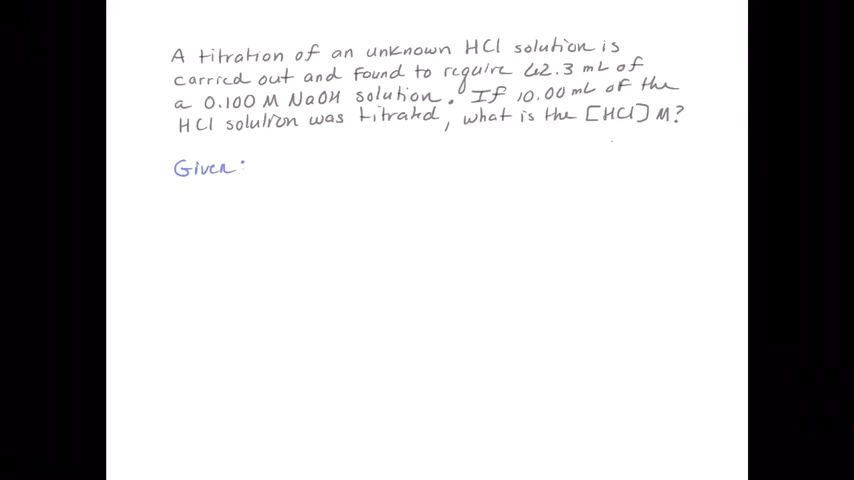 A titration of an unknown HCl solution is
carried out and found to require 42.3 mL of
a 0.100 M NaOH solution. If 10.00 mL of the
HCl solution was titrated, what is the [HCl] M?
Given: